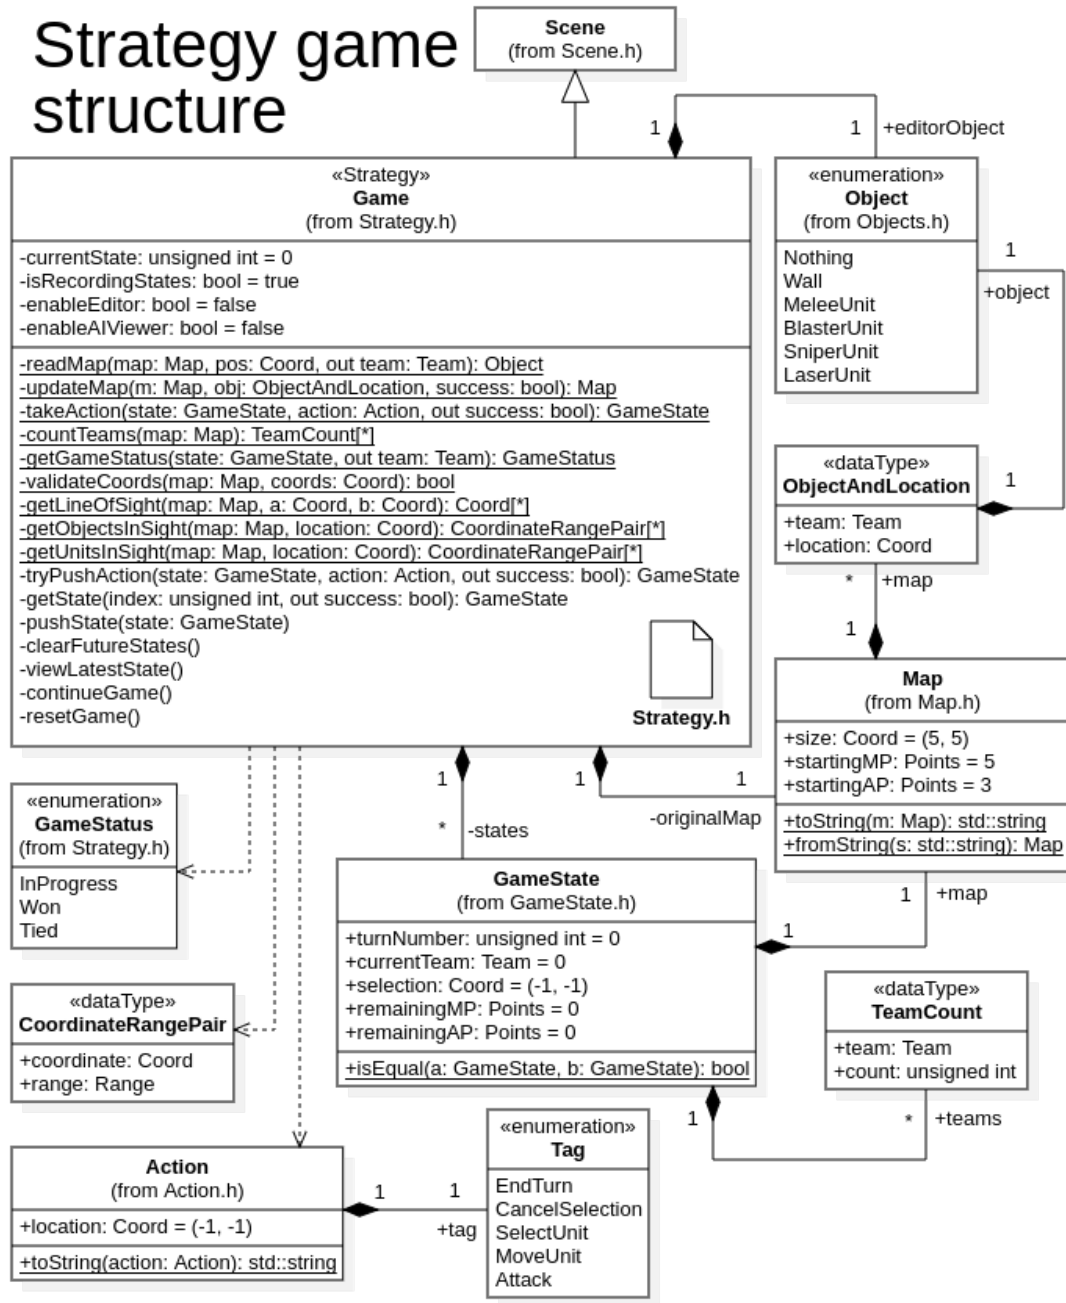 Strategy game
structure
Scene
(from Scene.h)
1
1
+editorObject
«Strategy»
Game
(from Strategy.h)
-currentState: unsigned int = 0
-isRecordingStates: bool = true
-enableEditor: bool = false
-enableAIViewer: bool = false
-readMap(map: Map, pos: Coord, out team: Team): Object
-updateMap(m: Map, obj: ObjectAndLocation, success: bool): Map
-takeAction(state: GameState, action: Action, out success: bool): GameState
-countTeams(map: Map): TeamCount[*]
-getGameStatus(state: GameState, out team: Team): GameStatus
-validateCoords(map: Map, coords: Coord): bool
-getLineOfSight(map: Map, a: Coord, b: Coord): Coord[*]
-getObjectsInSight(map: Map, location: Coord): CoordinateRangePair[*]
-getUnitsInSight(map: Map, location: Coord): CoordinateRangePair[*]
-tryPushAction(state: GameState, action: Action, out success: bool): GameState
-getState(index: unsigned int, out success: bool): GameState
-pushState(state: GameState)
-clearFutureStates()
-viewLatestState()
-continueGame()
-resetGame()
Strategy.h
«enumeration»
Object
(from Objects.h)
Nothing
Wall
MeleeUnit
BlasterUnit
SniperUnit
LaserUnit
1
+object
«dataType»
ObjectAndLocation
+team: Team
+location: Coord
1
*
+map
1
Map
(from Map.h)
+size: Coord = (5, 5)
+startingMP: Points = 5
+startingAP: Points = 3
+toString(m: Map): std::string
+fromString(s: std::string): Map
1
1
1
*
-states
-originalMap
«enumeration»
GameStatus
(from Strategy.h)
InProgress
Won
Tied
GameState
(from GameState.h)
+turnNumber: unsigned int = 0
+currentTeam: Team = 0
+selection: Coord = (-1, -1)
+remainingMP: Points = 0
+remainingAP: Points = 0
+isEqual(a: GameState, b: GameState): bool
1
+map
1
«dataType»
CoordinateRangePair
+coordinate: Coord
+range: Range
«dataType»
TeamCount
+team: Team
+count: unsigned int
1
*
+teams
Action
(from Action.h)
+location: Coord = (-1, -1)
+toString(action: Action): std::string
1
1
+tag
«enumeration»
Tag
EndTurn
CancelSelection
SelectUnit
MoveUnit
Attack